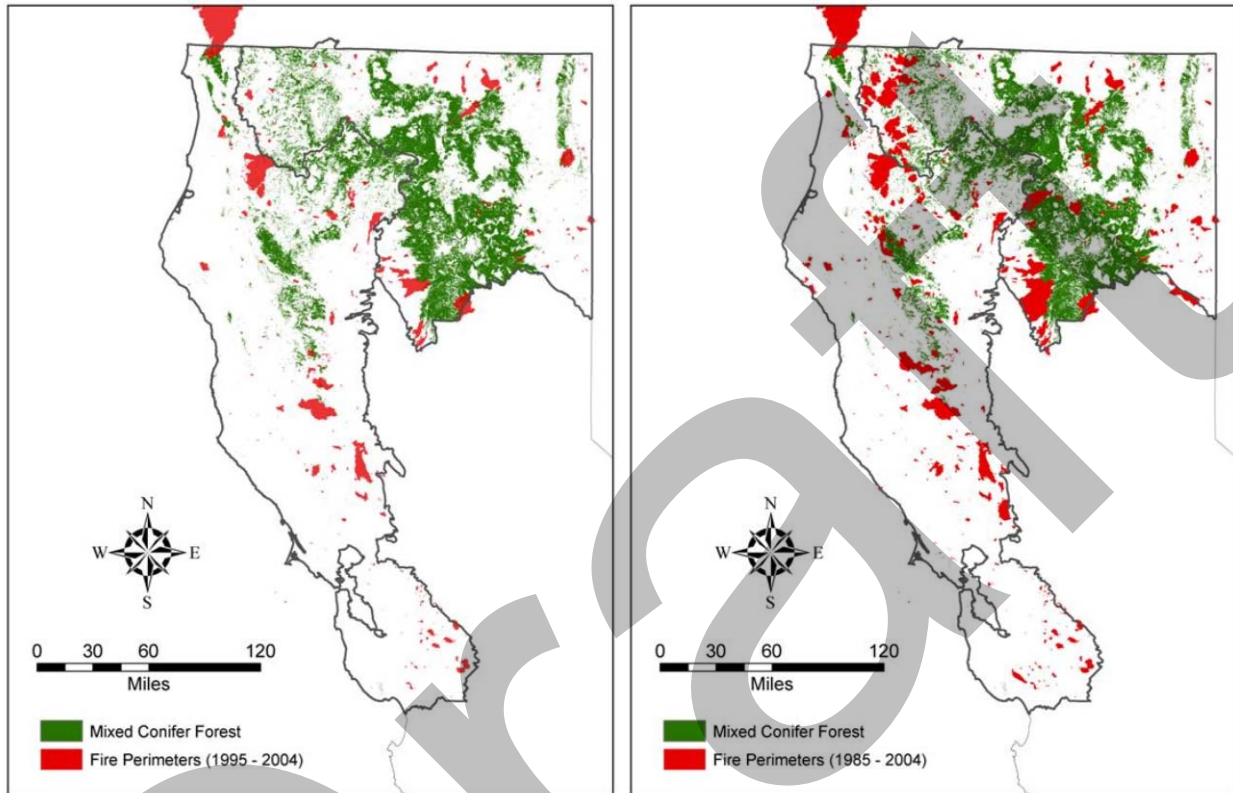 N
W E
S
0 30 60 120
Miles
Mixed Conifer Forest
Fire Perimeters (1995 - 2004)
N
W E
S
0 30 60 120
Miles
Mixed Conifer Forest
Fire Perimeters (1985 - 2004)